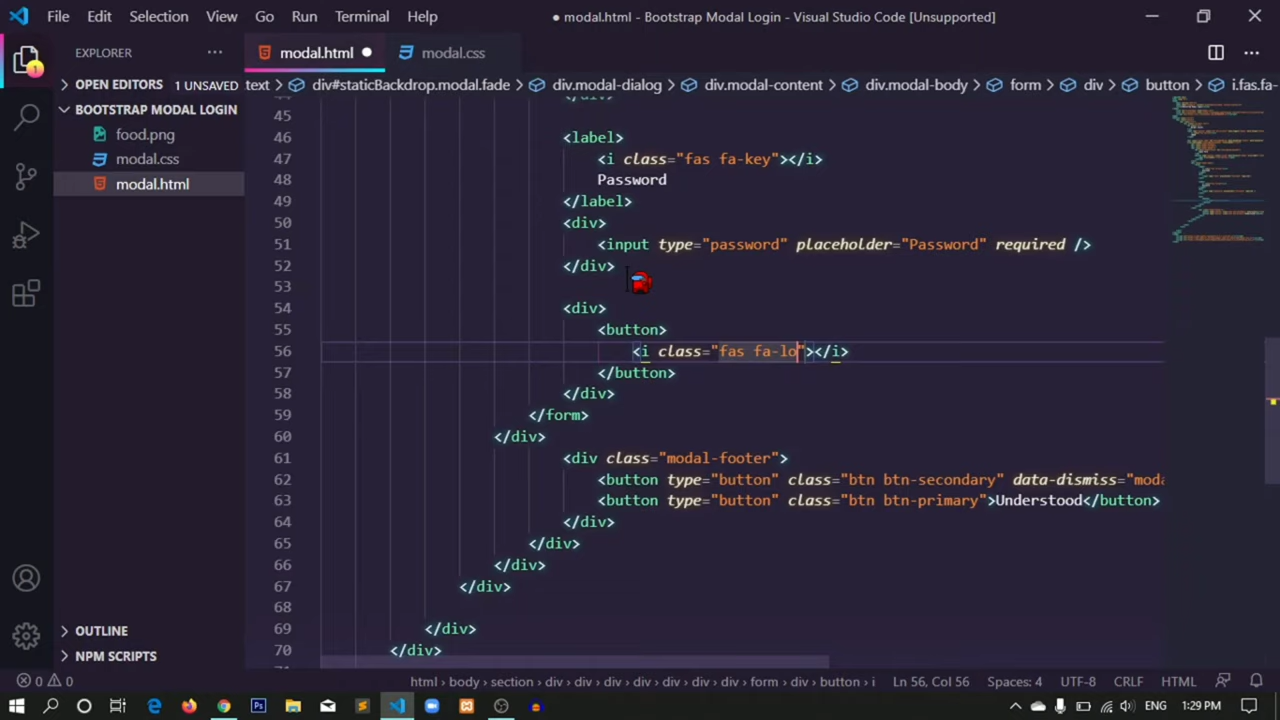 File Edit Selection View Go Run Terminal Help
● modal.html - Bootstrap Modal Login - Visual Studio Code [Unsupported]
EXPLORER ···
modal.html ●
modal.css
OPEN EDITORS 1 UNSAVED
text > div#staticBackdrop.modal.fade > div.modal-dialog > div.modal-content > div.modal-body > form > div > button > i.fas.fa-
BOOTSTRAP MODAL LOGIN
food.png
modal.css
modal.html
45
46 <label>
47 <i class="fas fa-key"></i>
48 Password
49 </label>
50 <div>
51 <input type="password" placeholder="Password" required />
52 </div>
53
54 <div>
55 <button>
56 <i class="fas fa-lo"></i>
57 </button>
58 </div>
59 </form>
60 </div>
61 <div class="modal-footer">
62 <button type="button" class="btn btn-secondary" data-dismiss="moda
63 <button type="button" class="btn btn-primary">Understood</button>
64 </div>
65 </div>
66 </div>
67 </div>
68
69 </div>
70 </div>
OUTLINE
NPM SCRIPTS
0 0
html > body > section > div > div > div > div > div > div > form > div > button > i
Ln 56, Col 56 Spaces: 4 UTF-8 CRLF HTML
ENG 1:29 PM